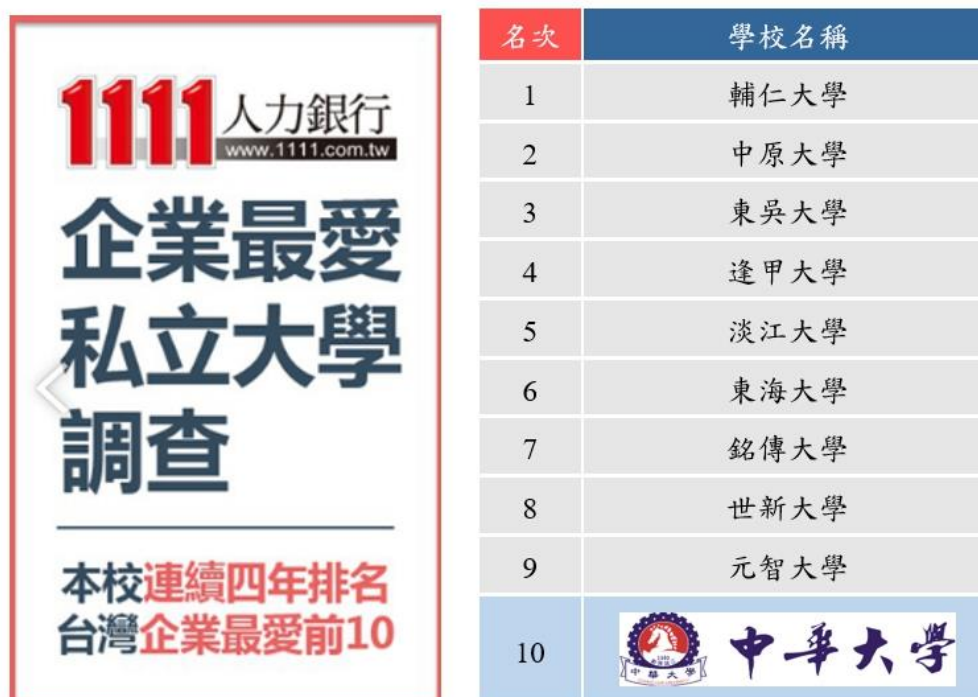 1111人力銀行
www.1111.com.tw
企業最愛
私立大學
調查
本校連續四年排名
台灣企業最愛前10
名次 學校名稱
1 輔仁大學
2 中原大學
3 東吳大學
4 逢甲大學
5 淡江大學
6 東海大學
7 銘傳大學
8 世新大學
9 元智大學
10 中華大學
中華大學